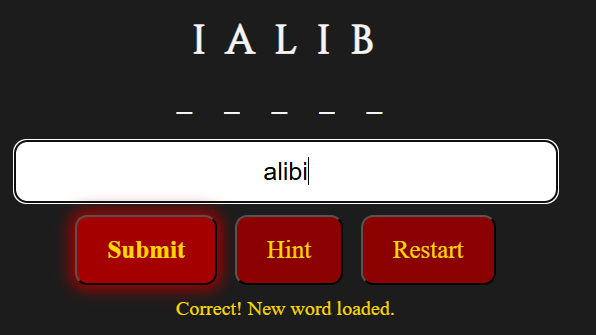 I A L I B
_ _ _ _ _
alibi
Submit Hint Restart
Correct! New word loaded.